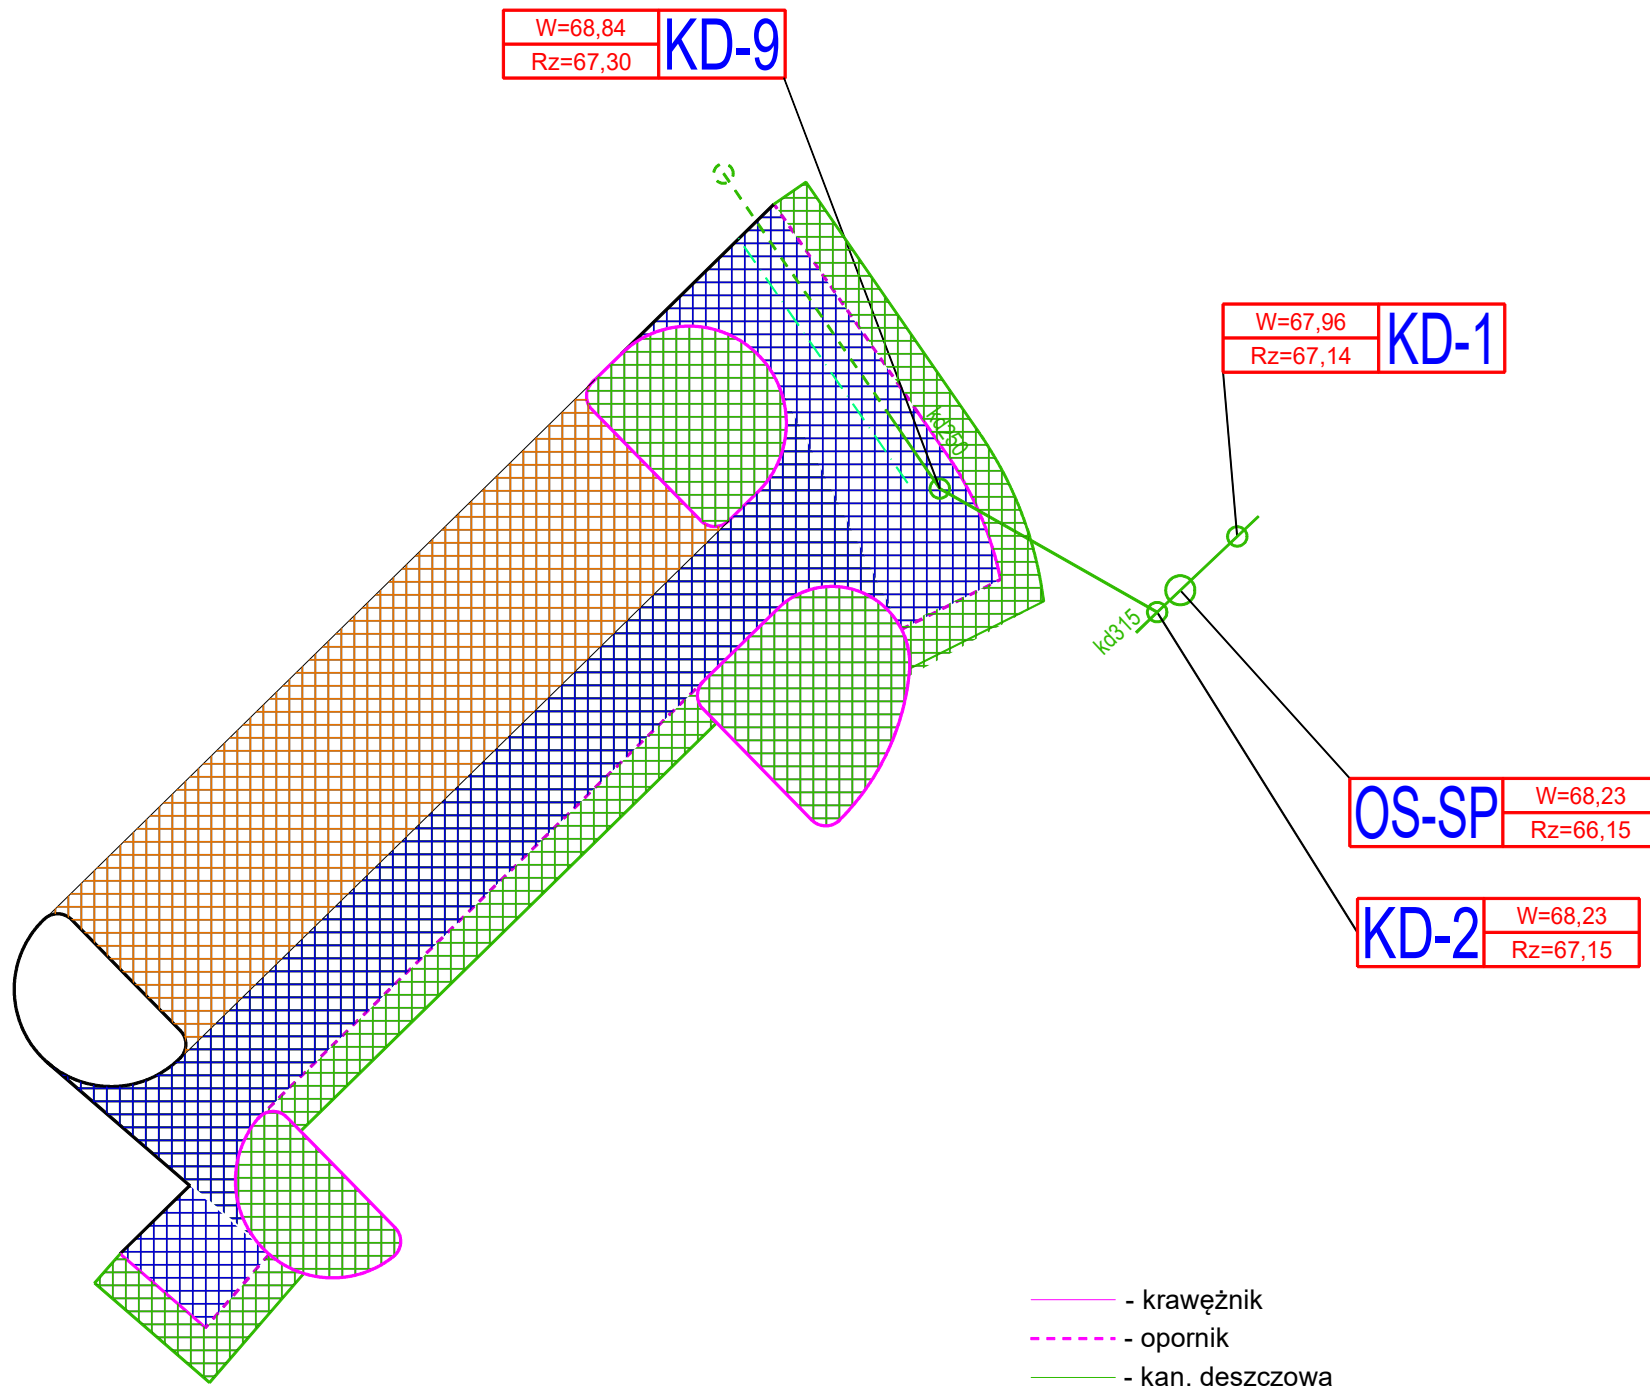 W=68,84
Rz=67,30
KD-9
W=67,96
Rz=67,14
KD-1
kd250
kd315
OS-SP
W=68,23
Rz=66,15
KD-2
W=68,23
Rz=67,15
- krawężnik
- opornik
- kan. deszczowa